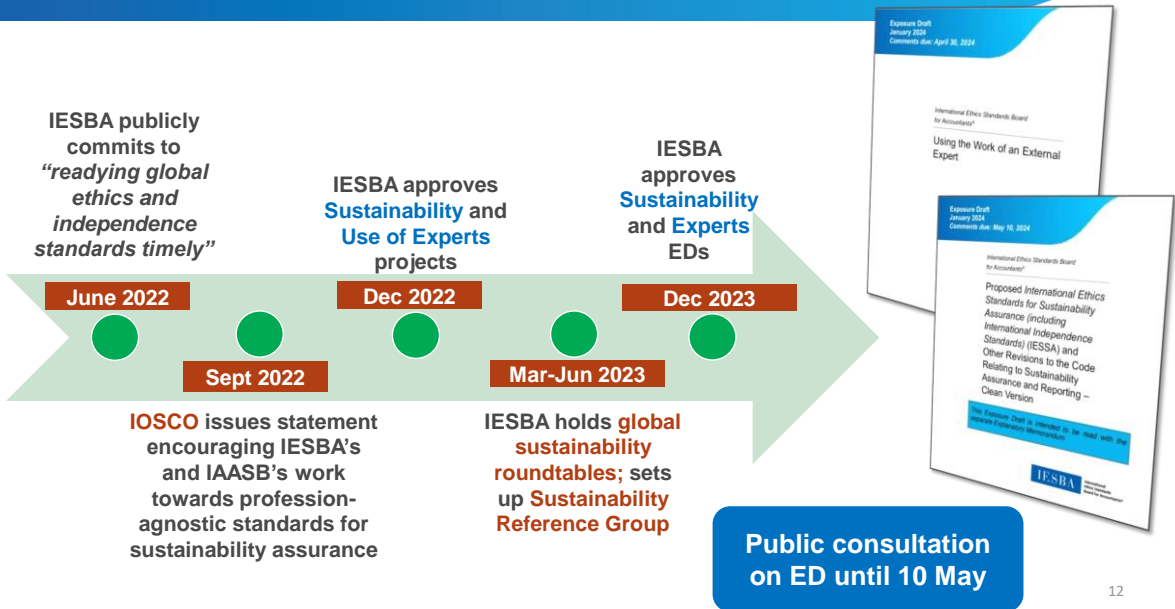 IESBA publicly
commits to
“readying global
ethics and
independence
standards timely”
June 2022
Sept 2022
IOSCO issues statement
encouraging IESBA’s
and IAASB’s work
towards profession-
agnostic standards for
sustainability assurance
IESBA approves
Sustainability and
Use of Experts
projects
Dec 2022
Mar-Jun 2023
IESBA holds global
sustainability
roundtables; sets
up Sustainability
Reference Group
IESBA
approves
Sustainability
and Experts
EDs
Dec 2023
Exposure Draft
January 2024
Comments due: April 30, 2024
International Ethics Standards Board
for Accountants®
Using the Work of an External
Expert
Exposure Draft
January 2024
Comments due: May 10, 2024
International Ethics Standards Board
for Accountants®
Proposed International Ethics
Standards for Sustainability
Assurance (including
International Independence
Standards) (IESSA) and
Other Revisions to the Code
Relating to Sustainability
Assurance and Reporting –
Clean Version
This Exposure Draft is intended to be read with the
separate Explanatory Memorandum
IESBA
International
Ethics Standards
Board for Accountants®
Public consultation
on ED until 10 May
12